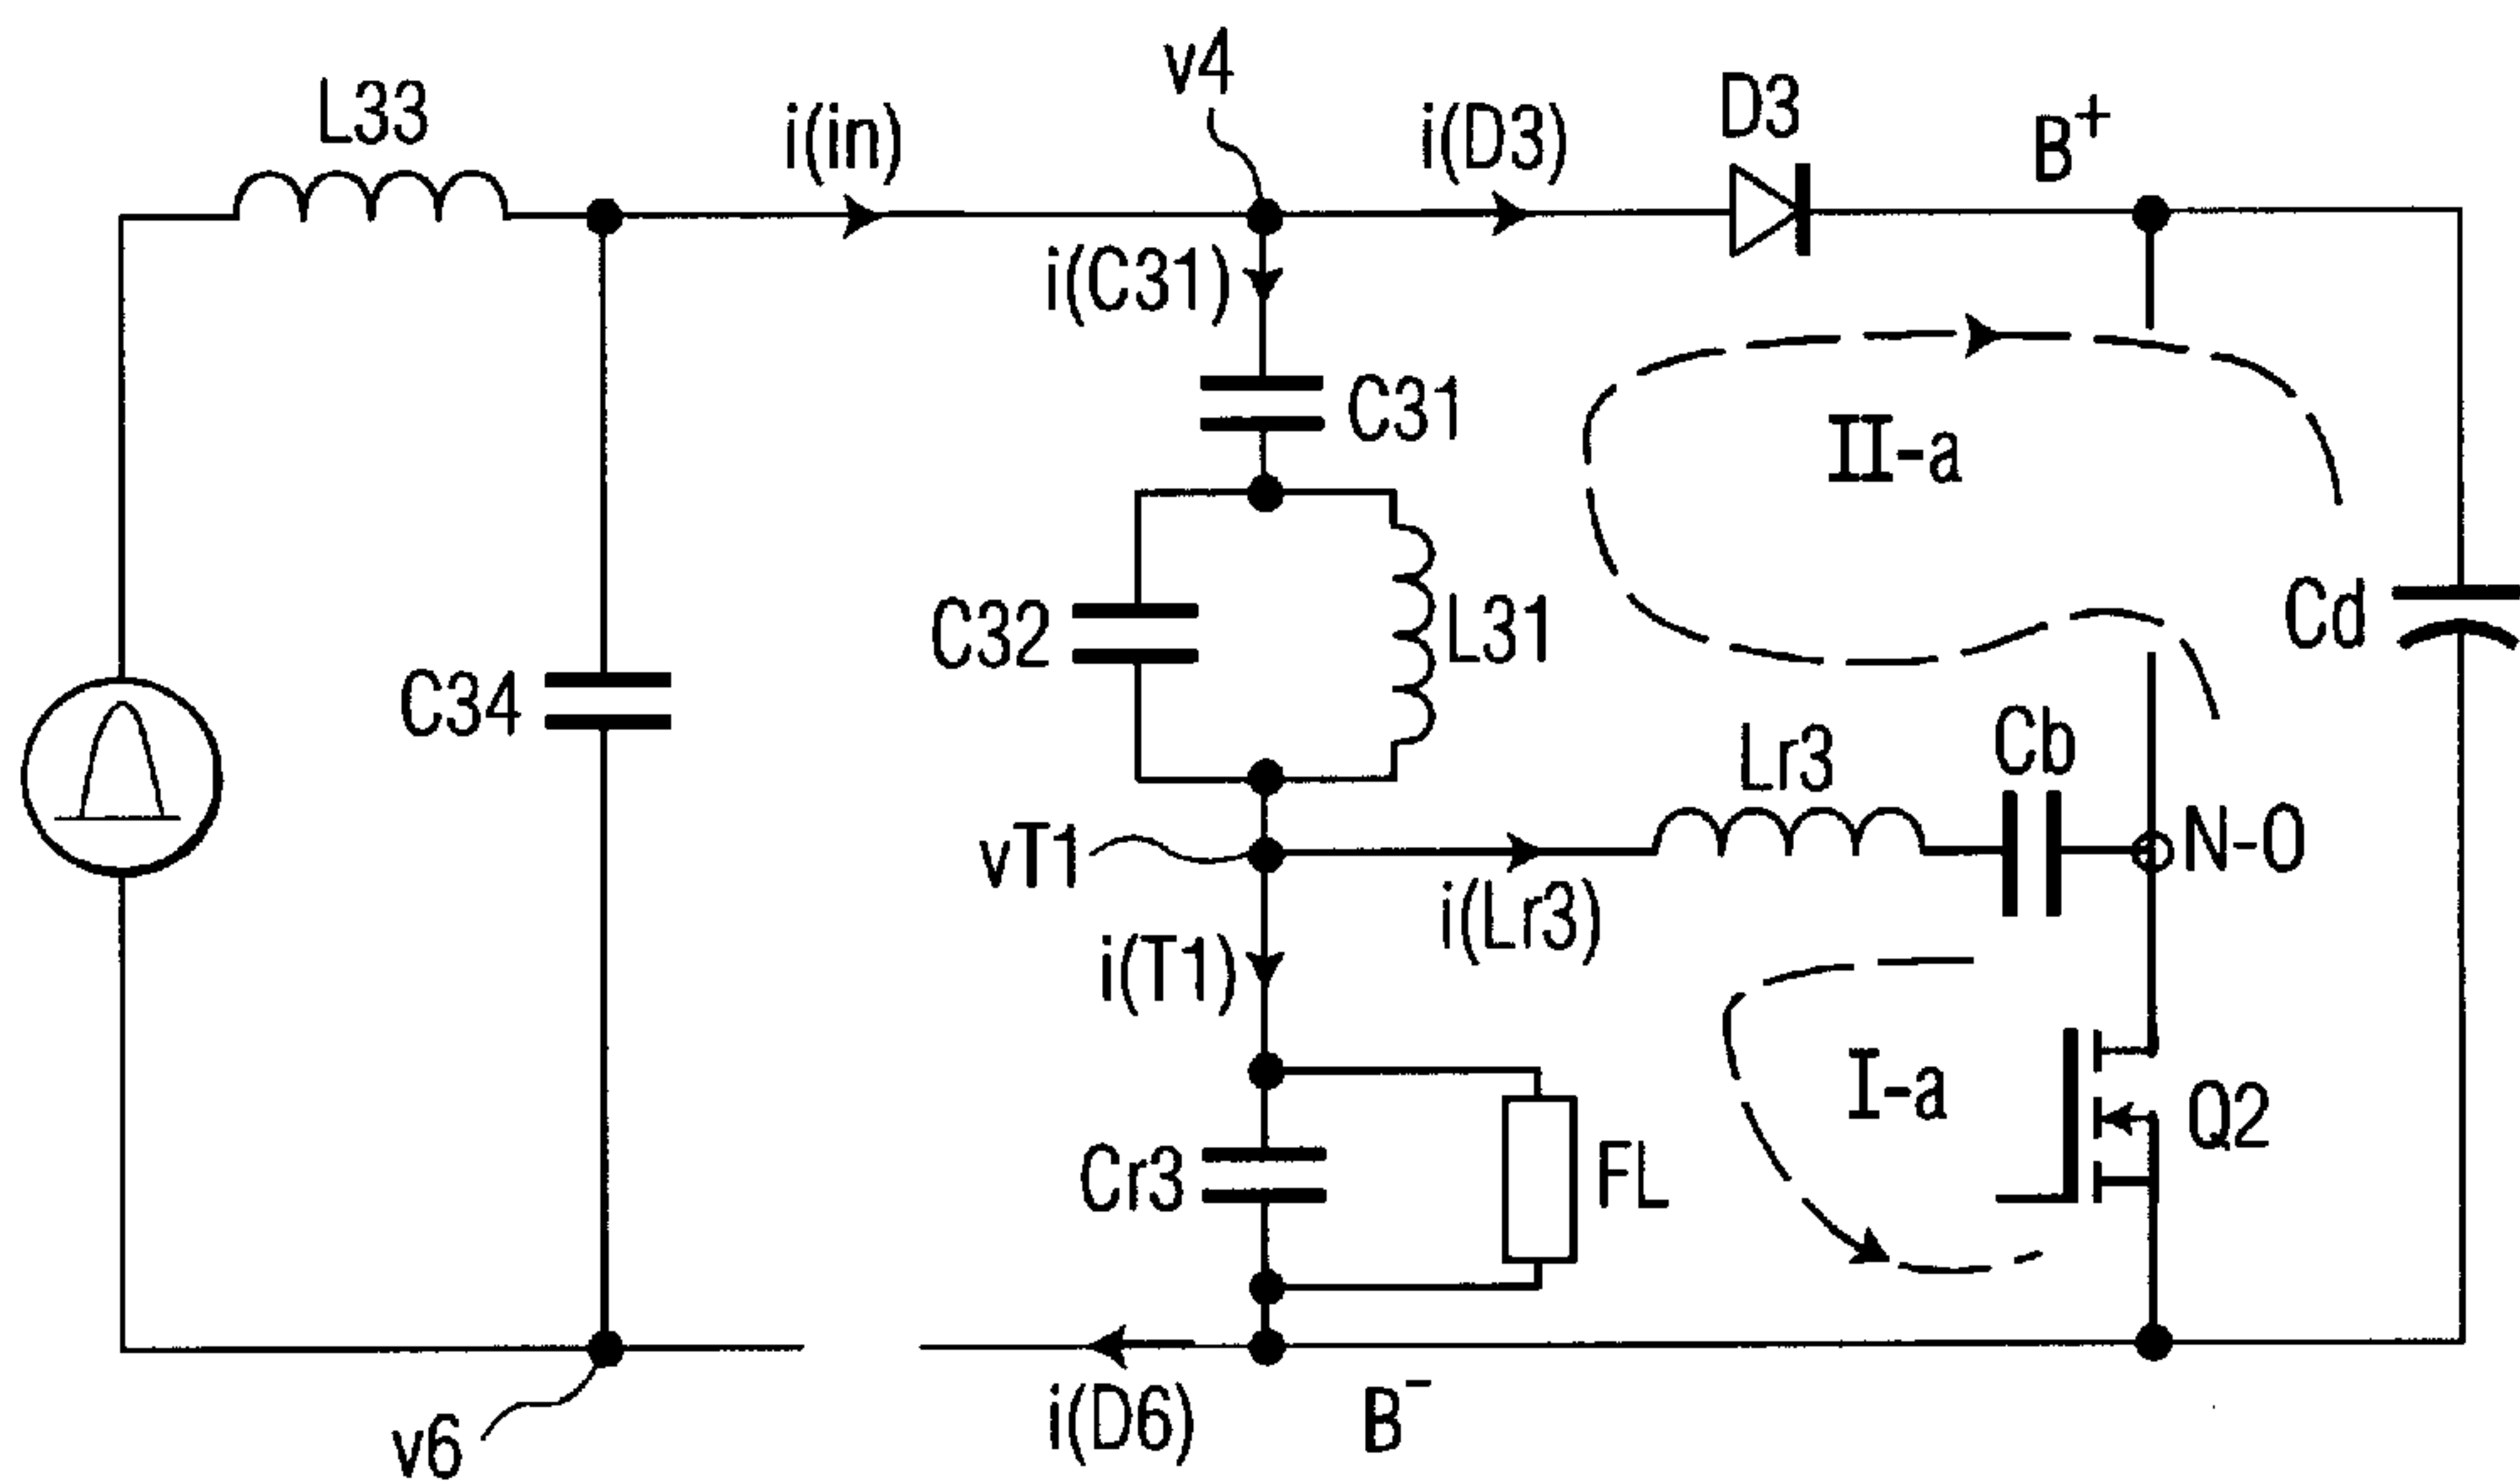 v4
L33
i(in)
i(D3)
D3
B+
i(C31)
C31
II-a
C32
L31
Cd
C34
Lr3
Cb
vT1
N-O
i(Lr3)
i(T1)
I-a
Q2
Cr3
FL
i(D6)
B-
v6